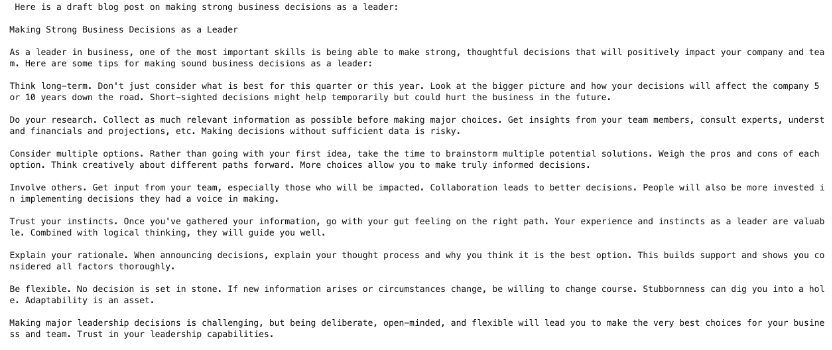 Here is a draft blog post on making strong business decisions as a leader:
Making Strong Business Decisions as a Leader
As a leader in business, one of the most important skills is being able to make strong, thoughtful decisions that will positively impact your company and tea
m. Here are some tips for making sound business decisions as a leader:
Think long-term. Don't just consider what is best for this quarter or this year. Look at the bigger picture and how your decisions will affect the company 5
or 10 years down the road. Short-sighted decisions might help temporarily but could hurt the business in the future.
Do your research. Collect as much relevant information as possible before making major choices. Get insights from your team members, consult experts, underst
and financials and projections, etc. Making decisions without sufficient data is risky.
Consider multiple options. Rather than going with your first idea, take the time to brainstorm multiple potential solutions. Weigh the pros and cons of each
option. Think creatively about different paths forward. More choices allow you to make truly informed decisions.
Involve others. Get input from your team, especially those who will be impacted. Collaboration leads to better decisions. People will also be more invested i
n implementing decisions they had a voice in making.
Trust your instincts. Once you've gathered your information, go with your gut feeling on the right path. Your experience and instincts as a leader are valuab
le. Combined with logical thinking, they will guide you well.
Explain your rationale. When announcing decisions, explain your thought process and why you think it is the best option. This builds support and shows you co
nsidered all factors thoroughly.
Be flexible. No decision is set in stone. If new information arises or circumstances change, be willing to change course. Stubbornness can dig you into a hol
e. Adaptability is an asset.
Making major leadership decisions is challenging, but being deliberate, open-minded, and flexible will lead you to make the very best choices for your busine
ss and team. Trust in your leadership capabilities.